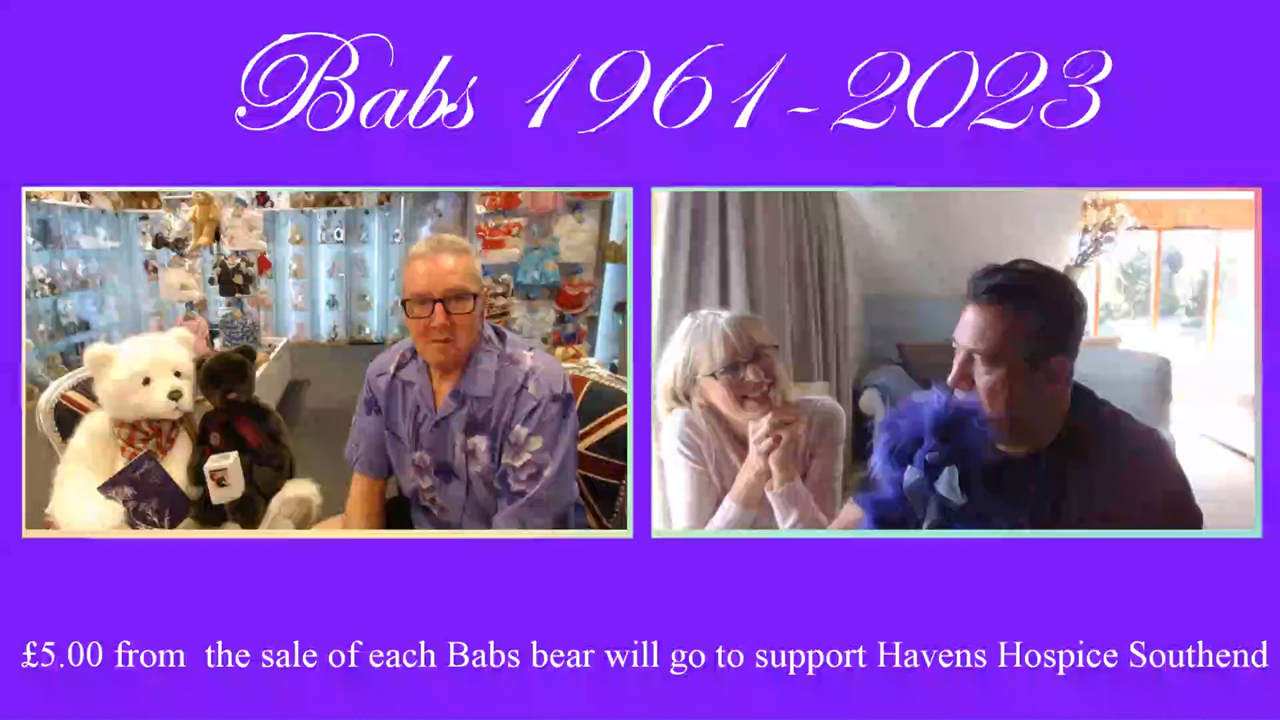 Babs 1961-2023
£5.00 from the sale of each Babs bear will go to support Havens Hospice Southend